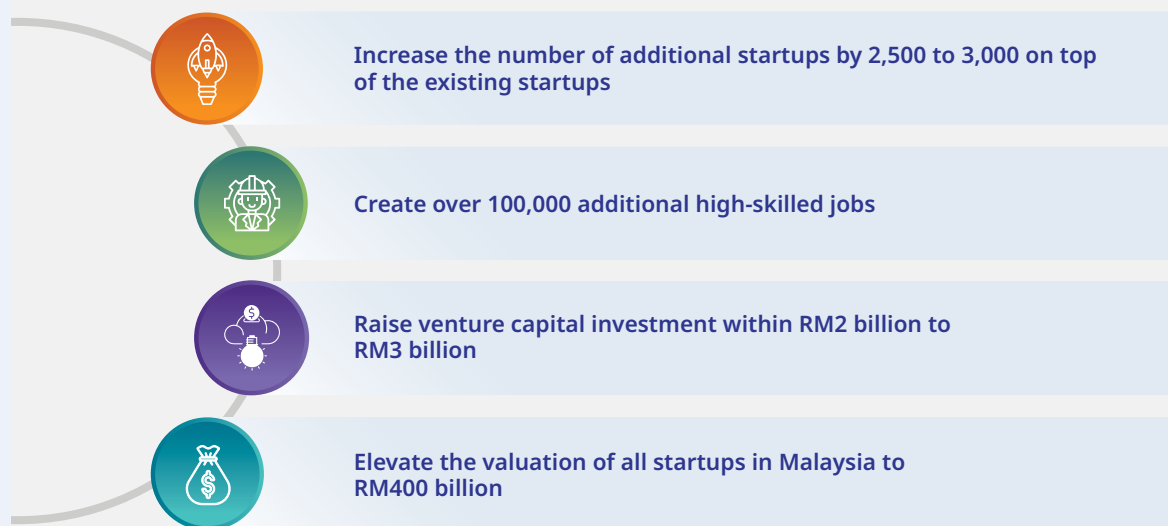 Increase the number of additional startups by 2,500 to 3,000 on top
of the existing startups
Create over 100,000 additional high-skilled jobs
Raise venture capital investment within RM2 billion to
RM3 billion
Elevate the valuation of all startups in Malaysia to
RM400 billion